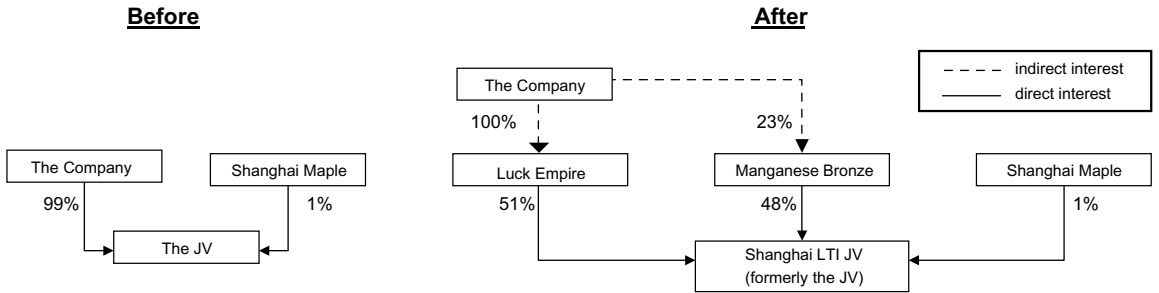 Before
The Company
Shanghai Maple
99%
1%
The JV
After
indirect interest
direct interest
The Company
100%
23%
Luck Empire
Manganese Bronze
Shanghai Maple
51%
48%
1%
Shanghai LTI JV
(formerly the JV)